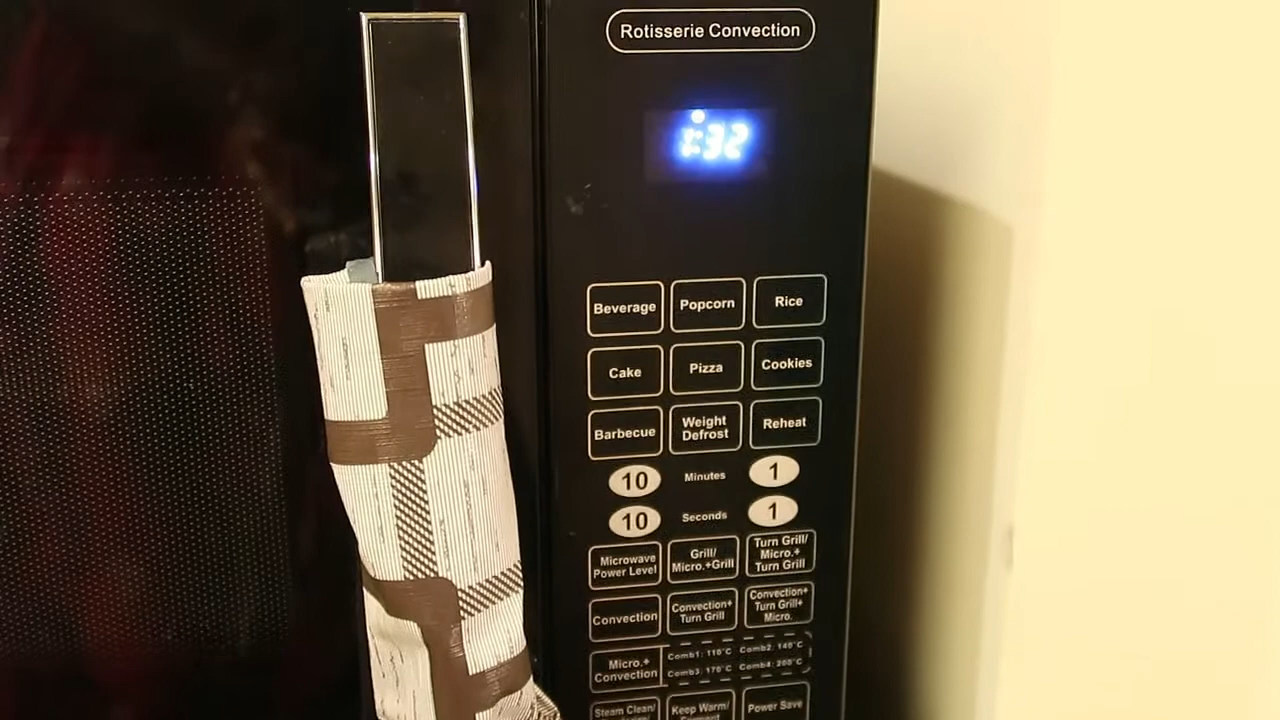 Rotisserie Convection
1:32
Beverage Popcorn Rice
Cake Pizza Cookies
Barbecue Weight Defrost Reheat
10 Minutes 1
10 Seconds 1
Microwave Power Level
Grill/ Micro.+Grill
Turn Grill/ Micro.+ Turn Grill
Convection
Convection+ Turn Grill
Convection+ Turn Grill+ Micro.
Micro.+ Convection
Comb1: 110°C Comb2: 140°C
Comb3: 170°C Comb4: 200°C
Steam Clean/
Keep Warm/
Power Save